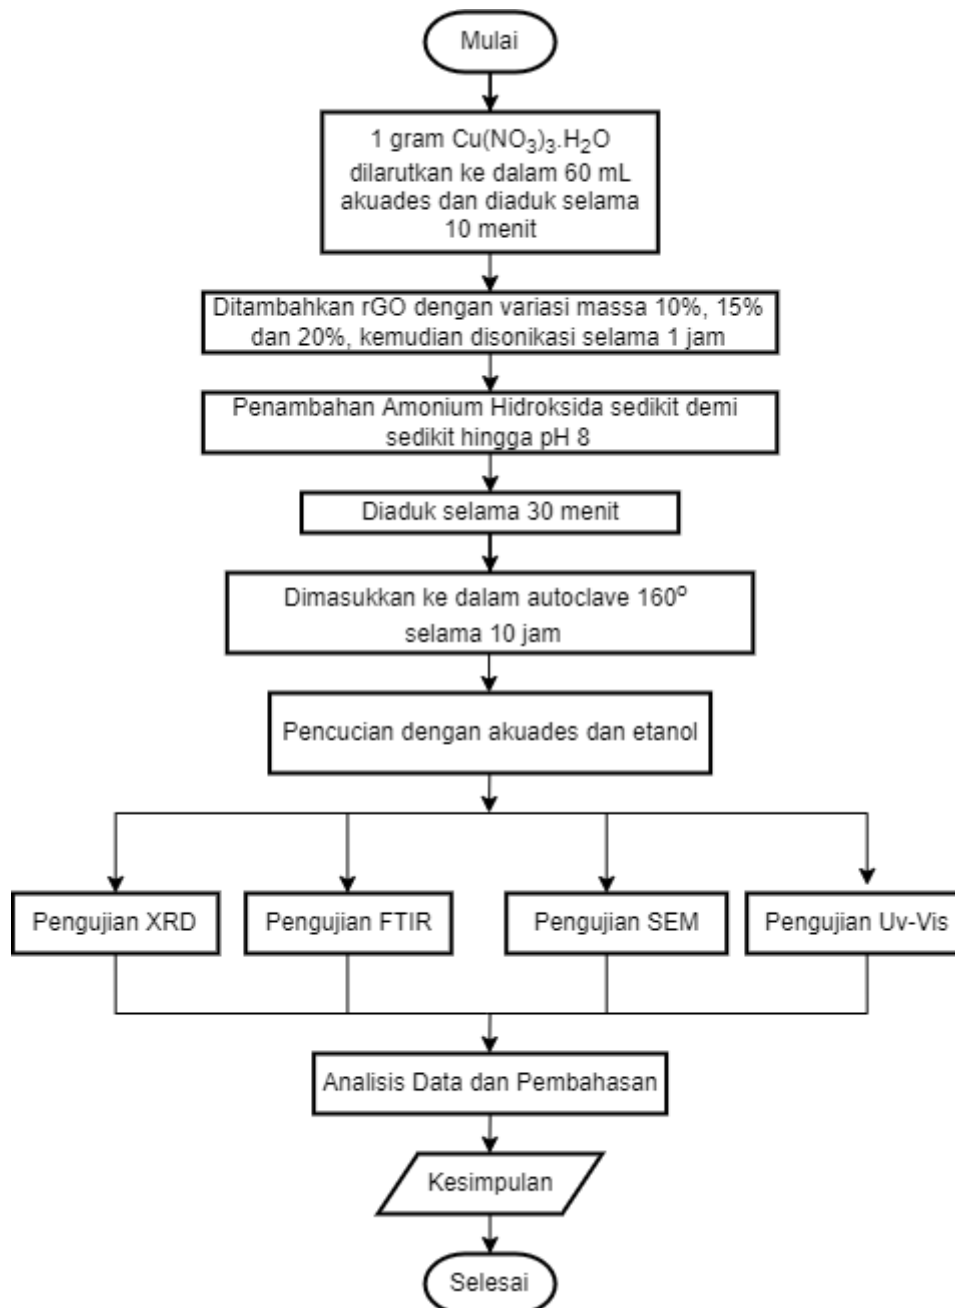 Mulai
1 gram Cu(NO₃)₃.H₂O
dilarutkan ke dalam 60 mL
akuades dan diaduk selama
10 menit
Ditambahkan rGO dengan variasi massa 10%, 15%
dan 20%, kemudian disonikasi selama 1 jam
Penambahan Amonium Hidroksida sedikit demi
sedikit hingga pH 8
Diaduk selama 30 menit
Dimasukkan ke dalam autoclave 160°
selama 10 jam
Pencucian dengan akuades dan etanol
Pengujian XRD
Pengujian FTIR
Pengujian SEM
Pengujian Uv-Vis
Analisis Data dan Pembahasan
Kesimpulan
Selesai